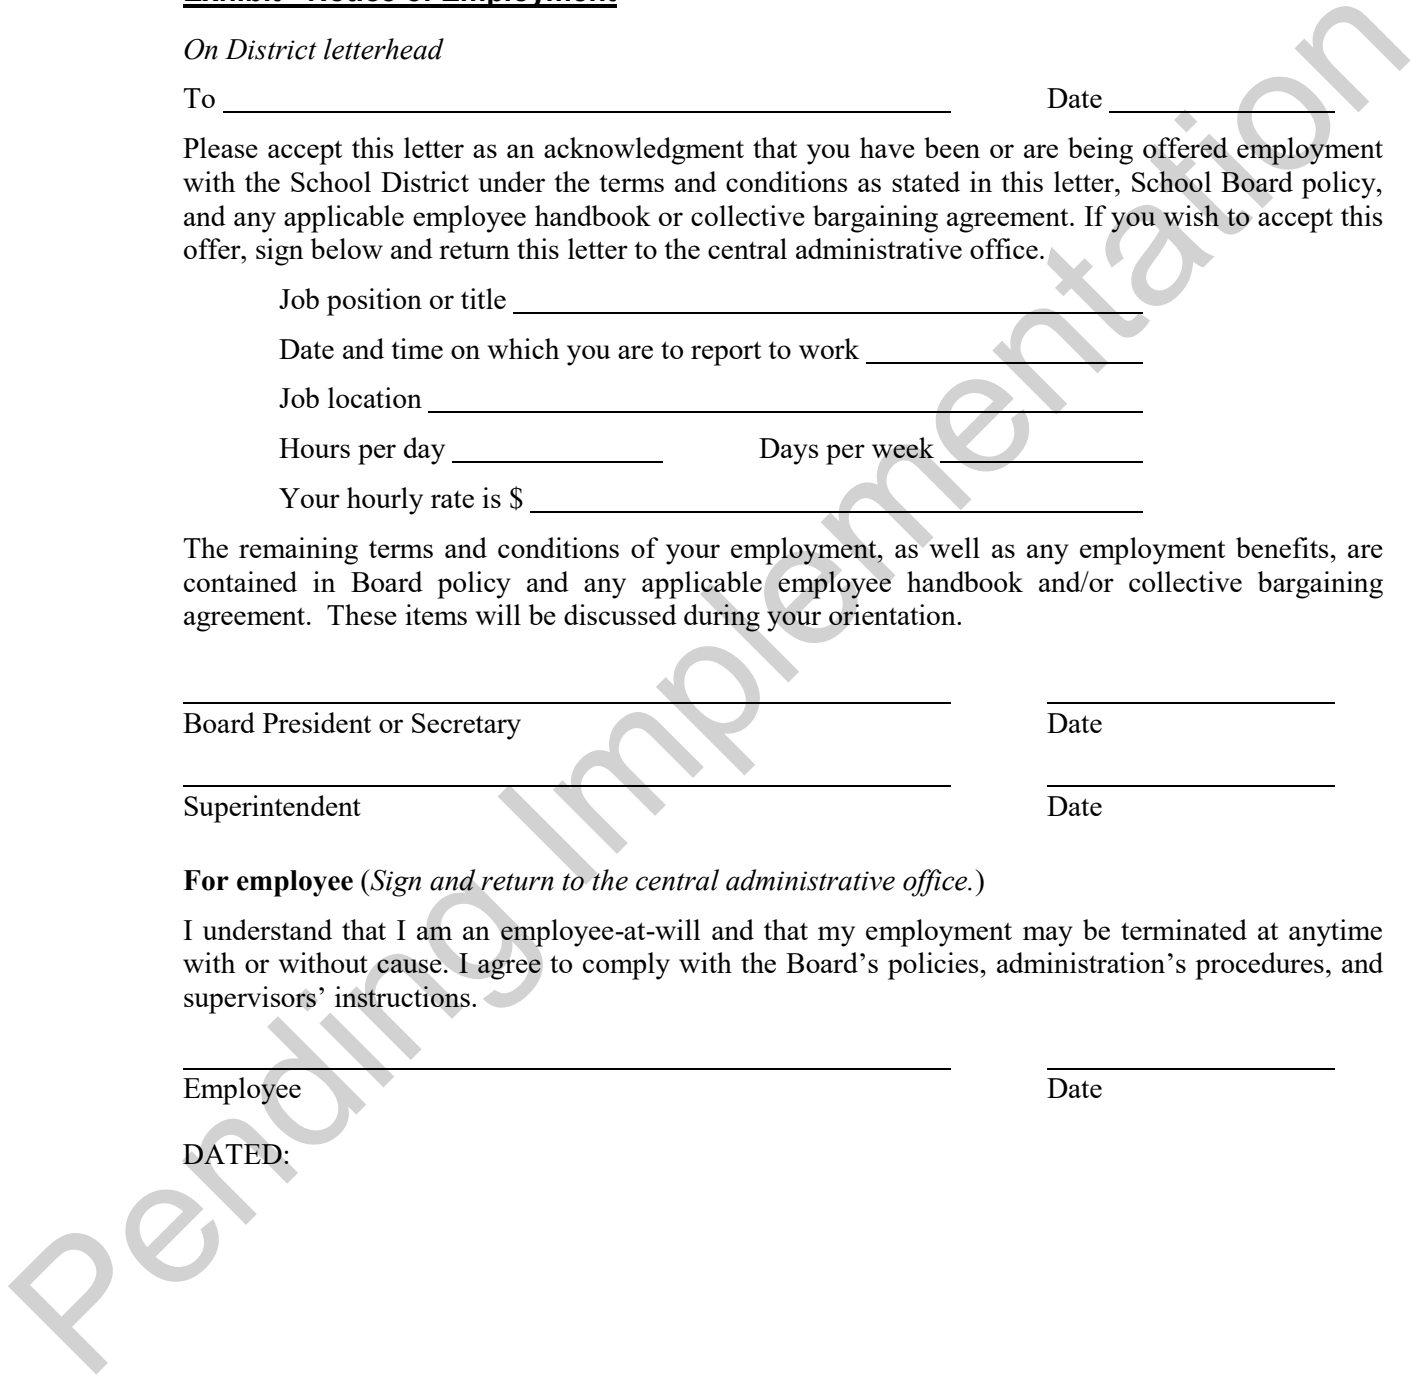 Exhibit - Notice of Employment
On District letterhead
To Date
Please accept this letter as an acknowledgment that you have been or are being offered employment
with the School District under the terms and conditions as stated in this letter, School Board policy,
and any applicable employee handbook or collective bargaining agreement. If you wish to accept this
offer, sign below and return this letter to the central administrative office.
Job position or title
Date and time on which you are to report to work
Job location
Hours per day Days per week
Your hourly rate is $
The remaining terms and conditions of your employment, as well as any employment benefits, are
contained in Board policy and any applicable employee handbook and/or collective bargaining
agreement.  These items will be discussed during your orientation.
Board President or Secretary Date
Superintendent Date
For employee (Sign and return to the central administrative office.)
I understand that I am an employee-at-will and that my employment may be terminated at anytime
with or without cause. I agree to comply with the Board’s policies, administration’s procedures, and
supervisors’ instructions.
Employee Date
DATED:
Pending Implementation